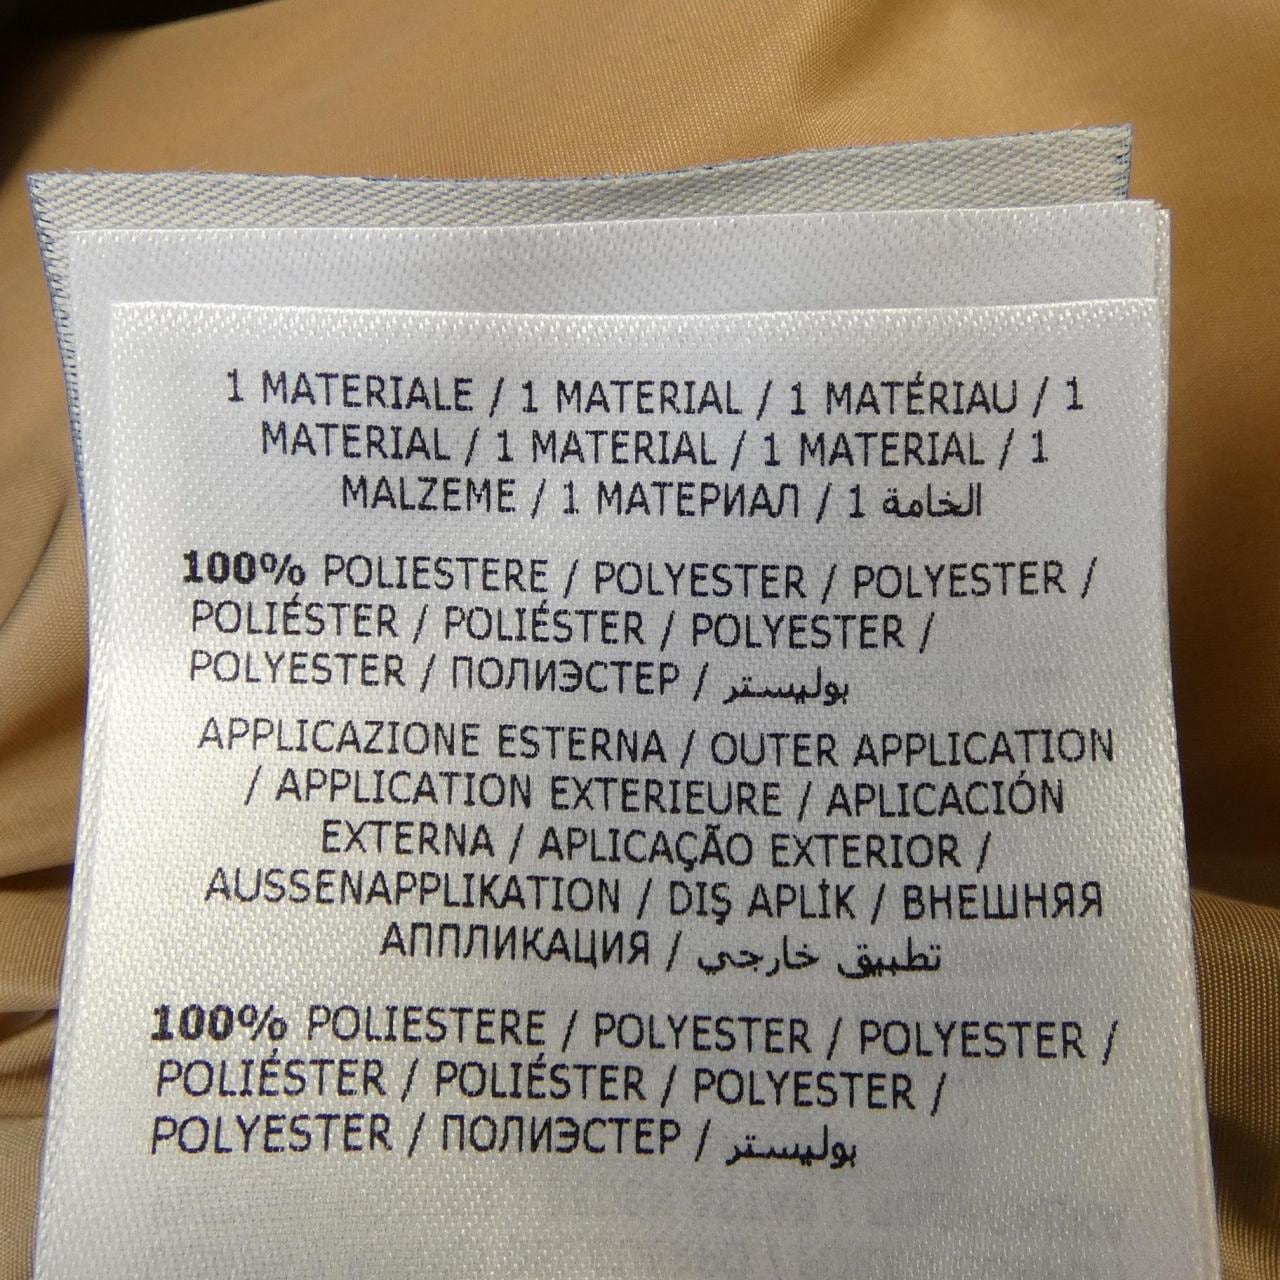 1 MATERIALE / 1 MATERIAL / 1 MATÉRIAU / 1
MATERIAL / 1 MATERIAL / 1 MATERIAL / 1
MALZEME / 1 МАТЕРИАЛ / 1 الخامة
100% POLIESTERE / POLYESTER / POLYESTER /
POLIÉSTER / POLIÉSTER / POLYESTER /
POLYESTER / ПОЛИЭСТЕР / بوليستر
APPLICAZIONE ESTERNA / OUTER APPLICATION
/ APPLICATION EXTERIEURE / APLICACIÓN
EXTERNA / APLICAÇÃO EXTERIOR /
AUSSENAPPLIKATION / DIŞ APLİK / ВНЕШНЯЯ
АППЛИКАЦИЯ / تطبيق خارجي
100% POLIESTERE / POLYESTER / POLYESTER /
POLIÉSTER / POLIÉSTER / POLYESTER /
POLYESTER / ПОЛИЭСТЕР / بوليستر